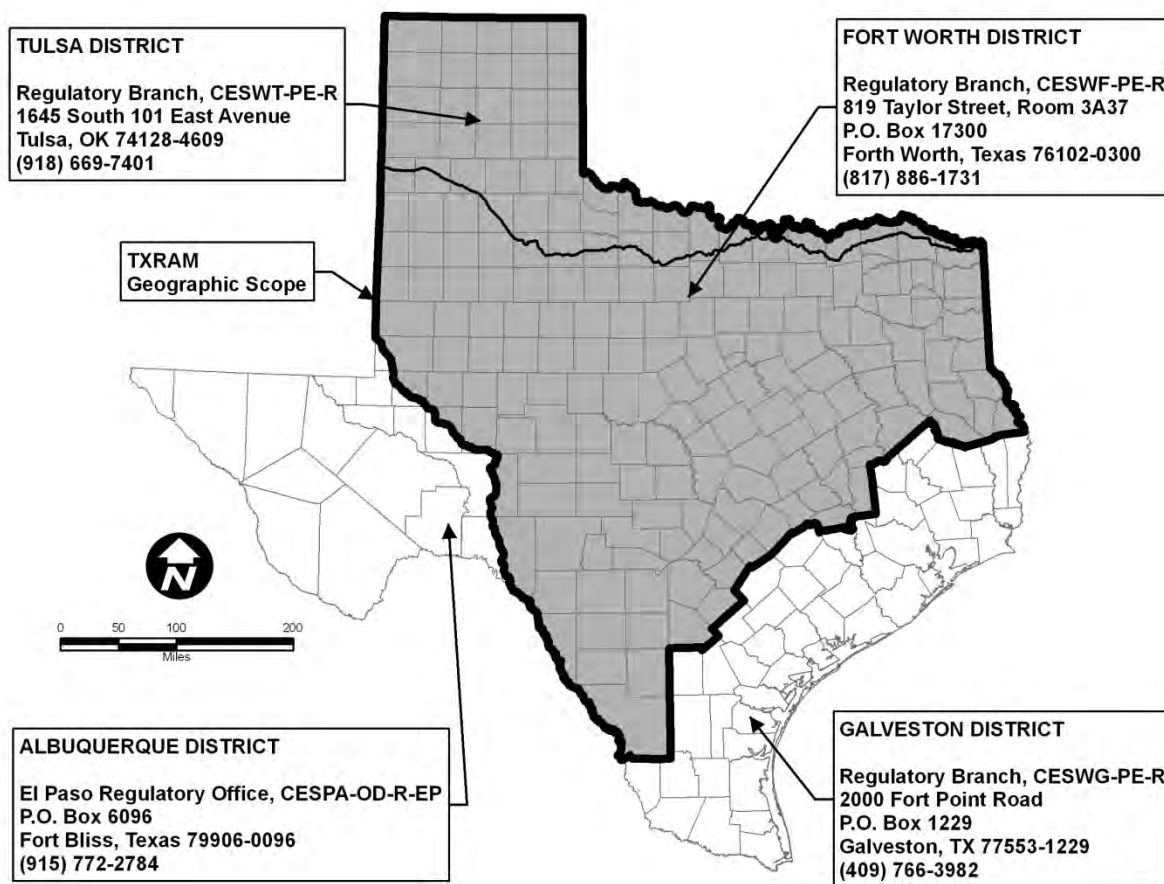 TULSA DISTRICT
Regulatory Branch, CESWT-PE-R
1645 South 101 East Avenue
Tulsa, OK 74128-4609
(918) 669-7401
FORT WORTH DISTRICT
Regulatory Branch, CESWF-PE-R
819 Taylor Street, Room 3A37
P.O. Box 17300
Forth Worth, Texas 76102-0300
(817) 886-1731
TXRAM
Geographic Scope
N
0 50 100 200
Miles
ALBUQUERQUE DISTRICT
El Paso Regulatory Office, CESPA-OD-R-EP
P.O. Box 6096
Fort Bliss, Texas 79906-0096
(915) 772-2784
GALVESTON DISTRICT
Regulatory Branch, CESWG-PE-R
2000 Fort Point Road
P.O. Box 1229
Galveston, TX 77553-1229
(409) 766-3982